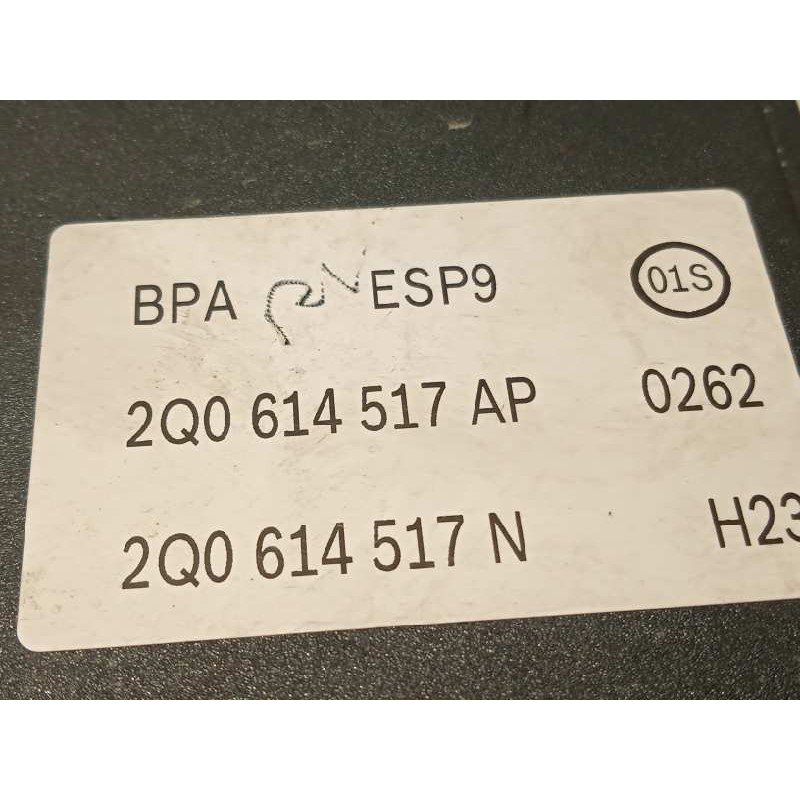 BPA ESP9 01S
2Q0 614 517 AP 0262
2Q0 614 517 N H23